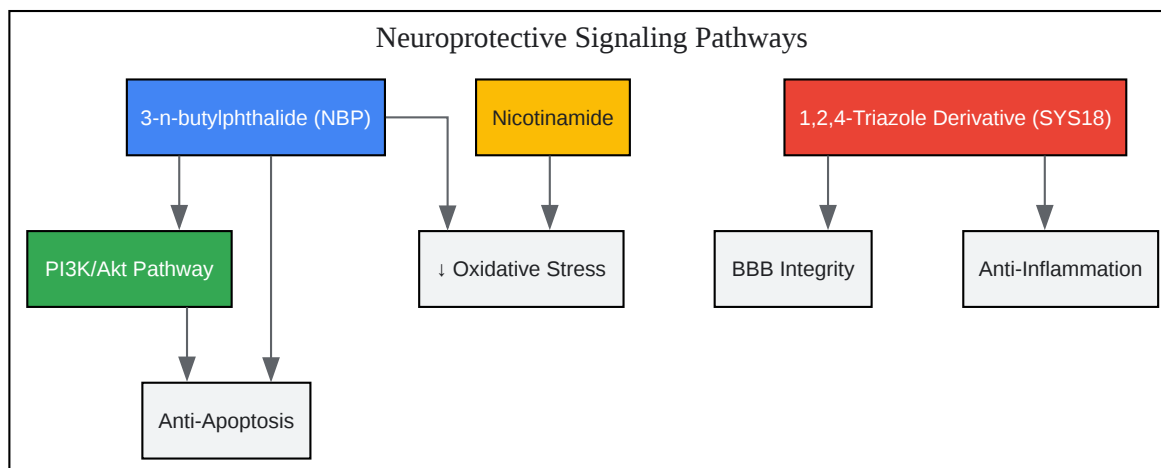 Neuroprotective Signaling Pathways
3-n-butylphthalide (NBP)
Nicotinamide
1,2,4-Triazole Derivative (SYS18)
PI3K/Akt Pathway
↓ Oxidative Stress
BBB Integrity
Anti-Inflammation
Anti-Apoptosis